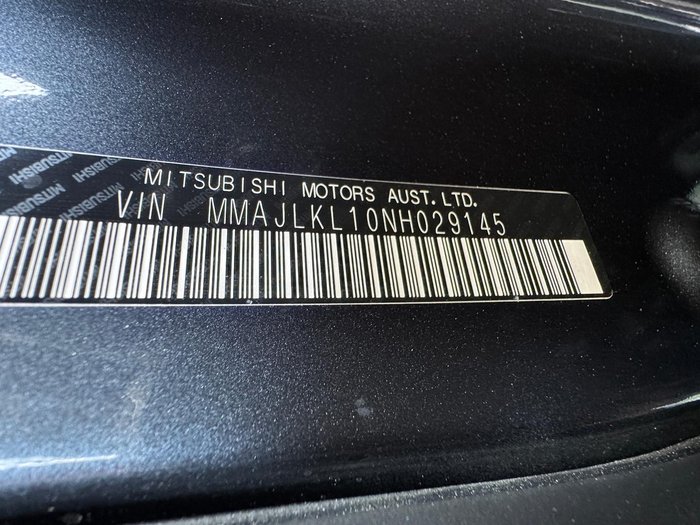 MITSUBISHI MOTORS AUST.LTD.
VIN MMAJLKL10NH029145